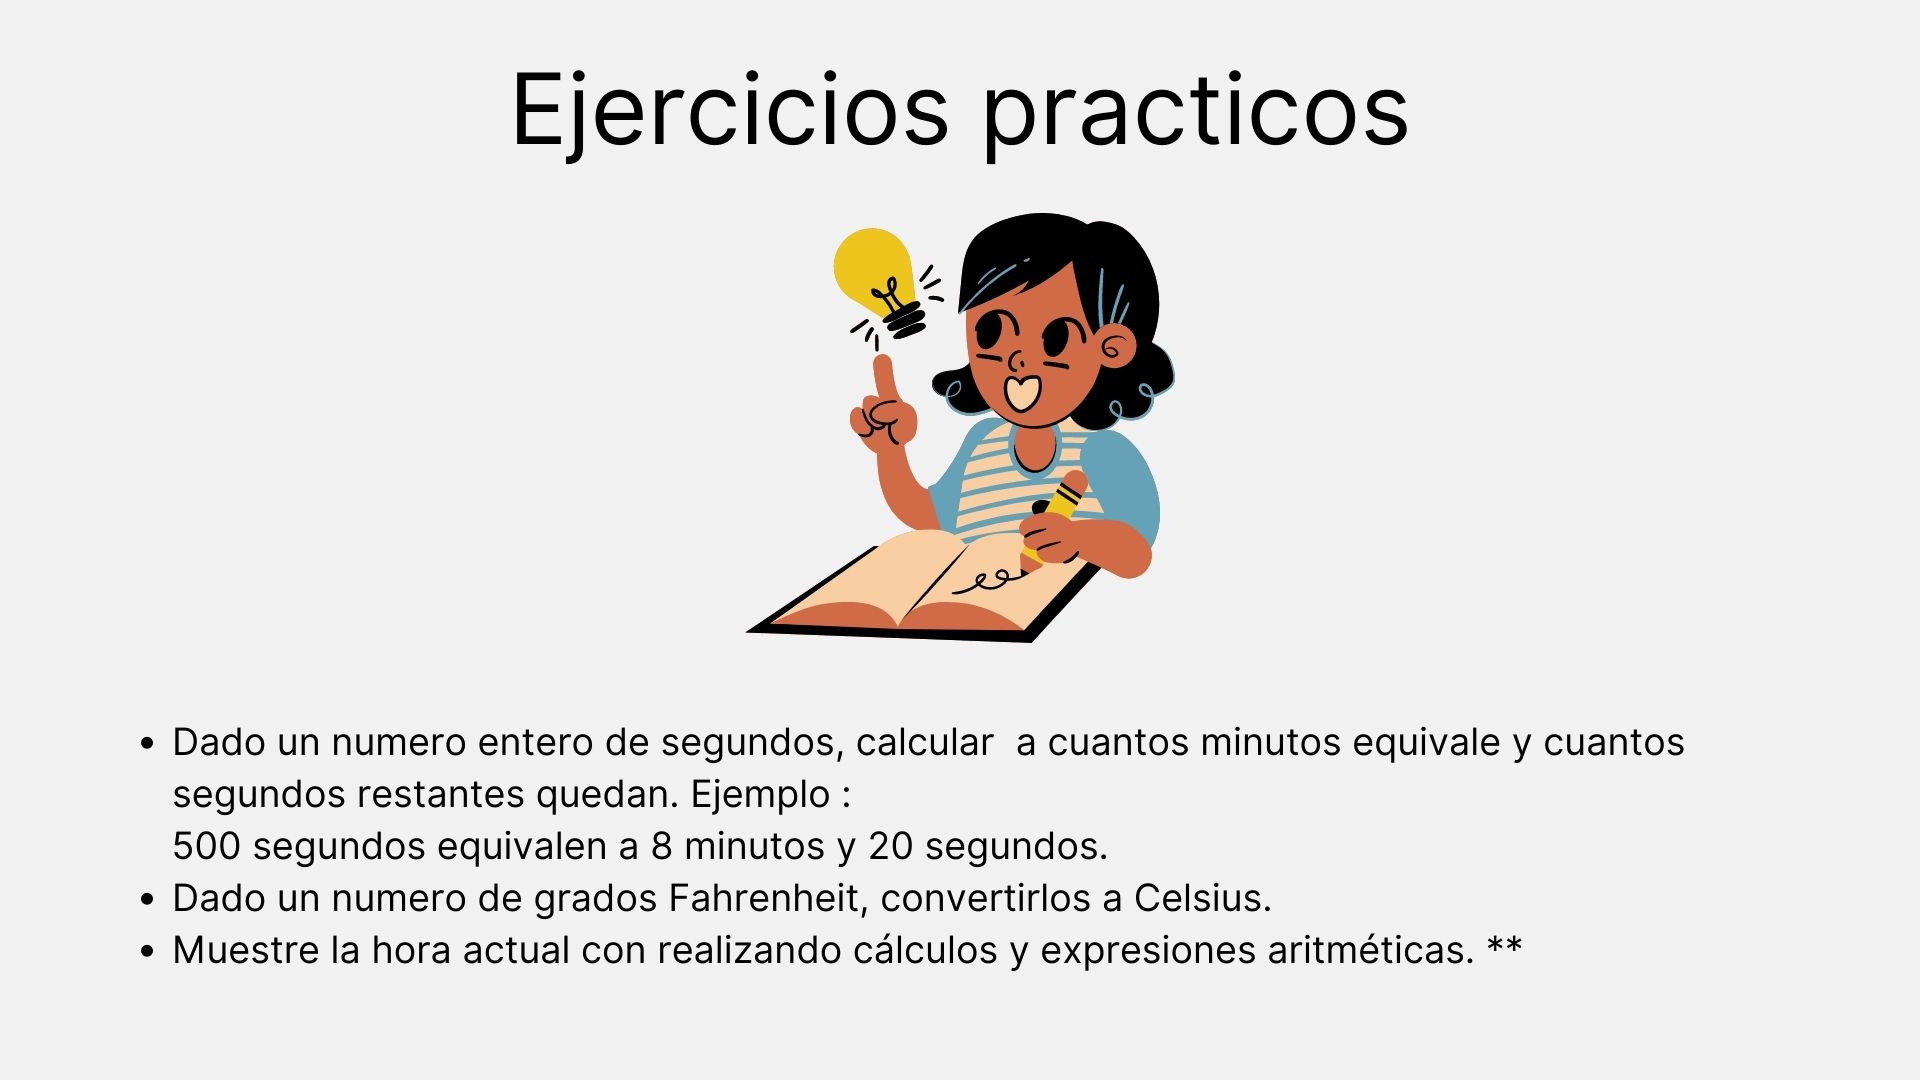 Ejercicios practicos
• Dado un numero entero de segundos, calcular  a cuantos minutos equivale y cuantos
segundos restantes quedan. Ejemplo :
500 segundos equivalen a 8 minutos y 20 segundos.
• Dado un numero de grados Fahrenheit, convertirlos a Celsius.
• Muestre la hora actual con realizando cálculos y expresiones aritméticas. **